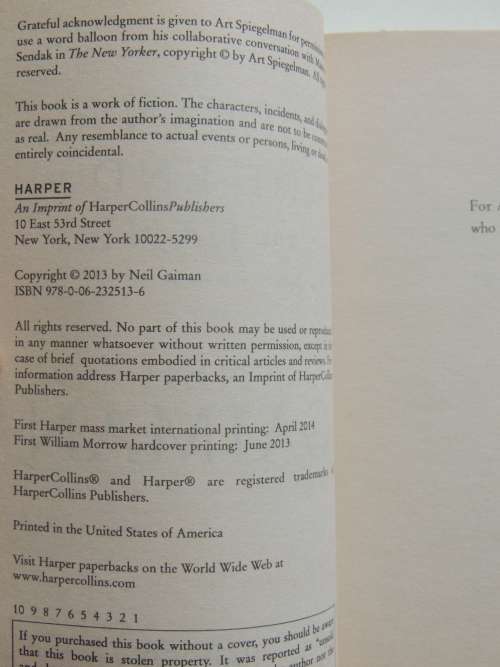 Grateful acknowledgment is given to Art Spiegelman for
use a word balloon from his collaborative conversation with
Sendak in The New Yorker, copyright © by Art Spiegelman. All
reserved.
This book is a work of fiction. The characters, incidents, and
are drawn from the author's imagination and are not to be
as real. Any resemblance to actual events or persons, living or
entirely coincidental.
HARPER
An Imprint of HarperCollinsPublishers
10 East 53rd Street
New York, New York 10022-5299
Copyright © 2013 by Neil Gaiman
ISBN 978-0-06-232513-6
All rights reserved. No part of this book may be used or
in any manner whatsoever without written permission, except in
case of brief quotations embodied in critical articles and reviews.
information address Harper paperbacks, an Imprint of
Publishers.
First Harper mass market international printing: April 2014
First William Morrow hardcover printing: June 2013
HarperCollins® and Harper® are registered trademarks
HarperCollins Publishers.
Printed in the United States of America
Visit Harper paperbacks on the World Wide Web at
www.harpercollins.com
10 9 8 7 6 5 4 3 2 1
If you purchased this book without a cover, you should be aware
that this book is stolen property. It was reported as
author
For
who